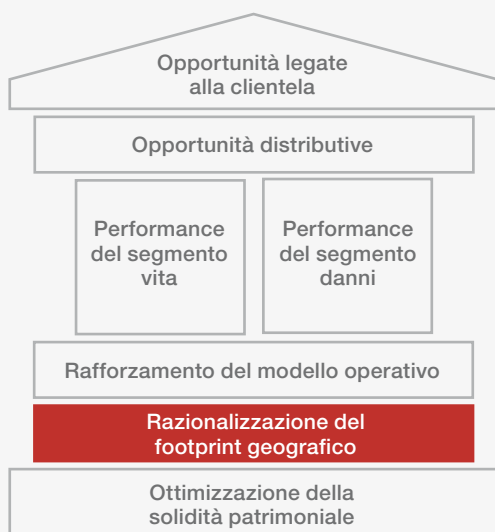 Opportunità legate
alla clientela
Opportunità distributive
Performance
del segmento
vita
Performance
del segmento
danni
Rafforzamento del modello operativo
Razionalizzazione del
footprint geografico
Ottimizzazione della
solidità patrimoniale